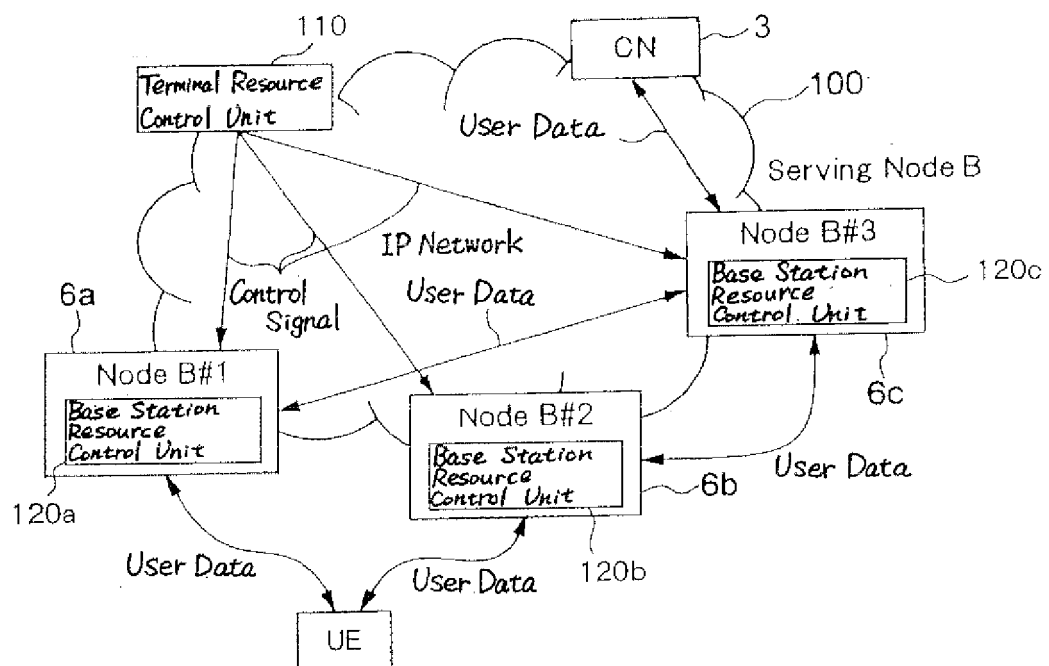 110
3
CN
Terminal Resource
Control Unit
100
User Data
Serving Node B
Node B#3
IP Network
120c
Base Station
Resource
Control Unit
6a
Control
Signal
User Data
Node B#1
6c
Node B#2
Base Station
Resource
Control Unit
Base Station
Resource
Control Unit
User Data
6b
120a
120b
User Data
User Data
UE